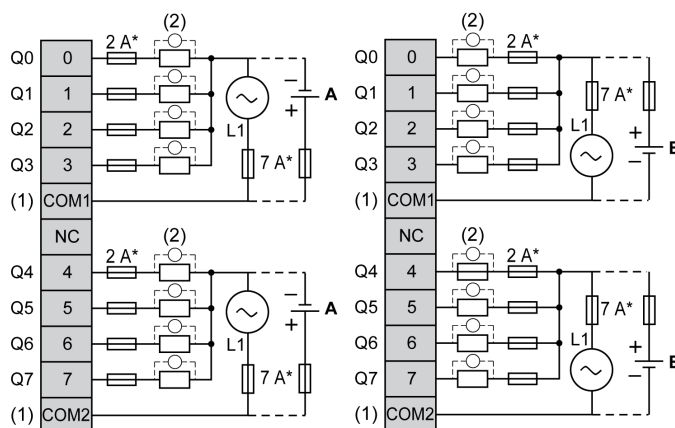 (2)
Q0 0 2 A*
Q1 1
A
Q2 2 L1
Q3 3 7 A*
(1) COM1
NC
(2)
Q4 4 2 A*
Q5 5
A
Q6 6 L1
Q7 7 7 A*
(1) COM2
(2)
Q0 0 2 A*
Q1 1 7 A*
Q2 2 L1
Q3 3
B
(1) COM1
NC
(2)
Q4 4 2 A*
Q5 5 7 A*
Q6 6 L1
Q7 7
B
(1) COM2